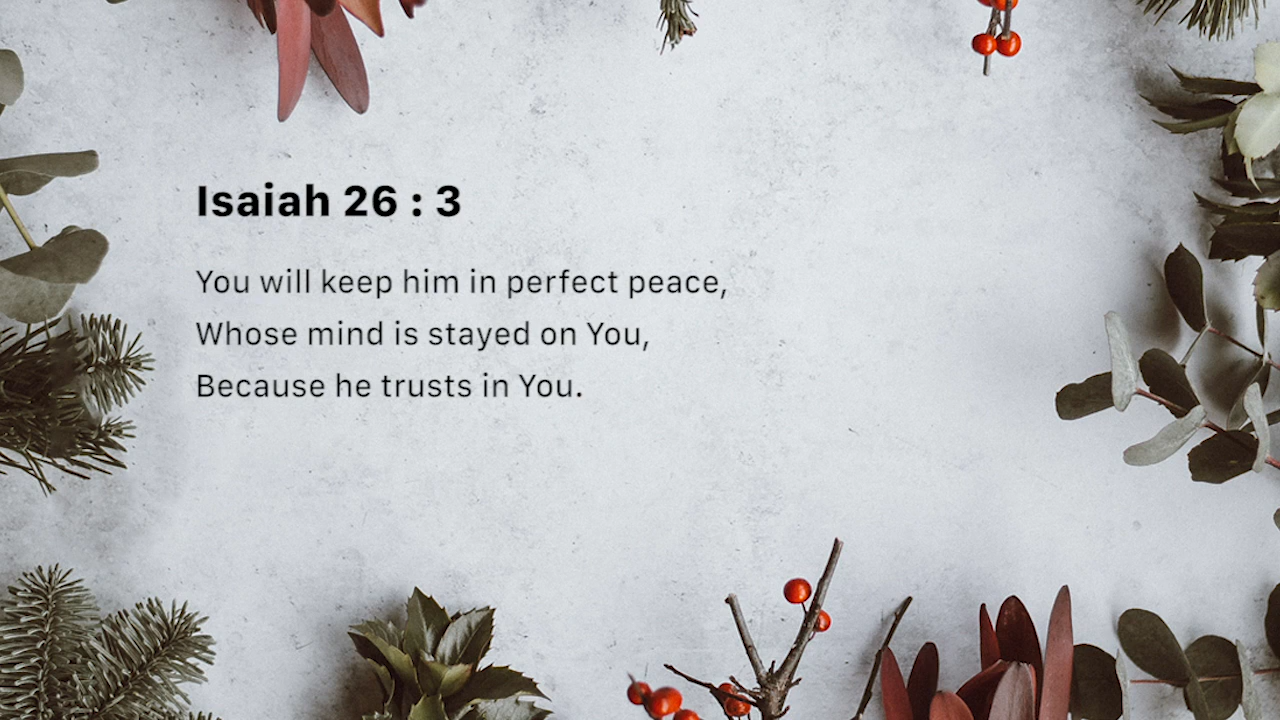 Isaiah 26 : 3
You will keep him in perfect peace,
Whose mind is stayed on You,
Because he trusts in You.